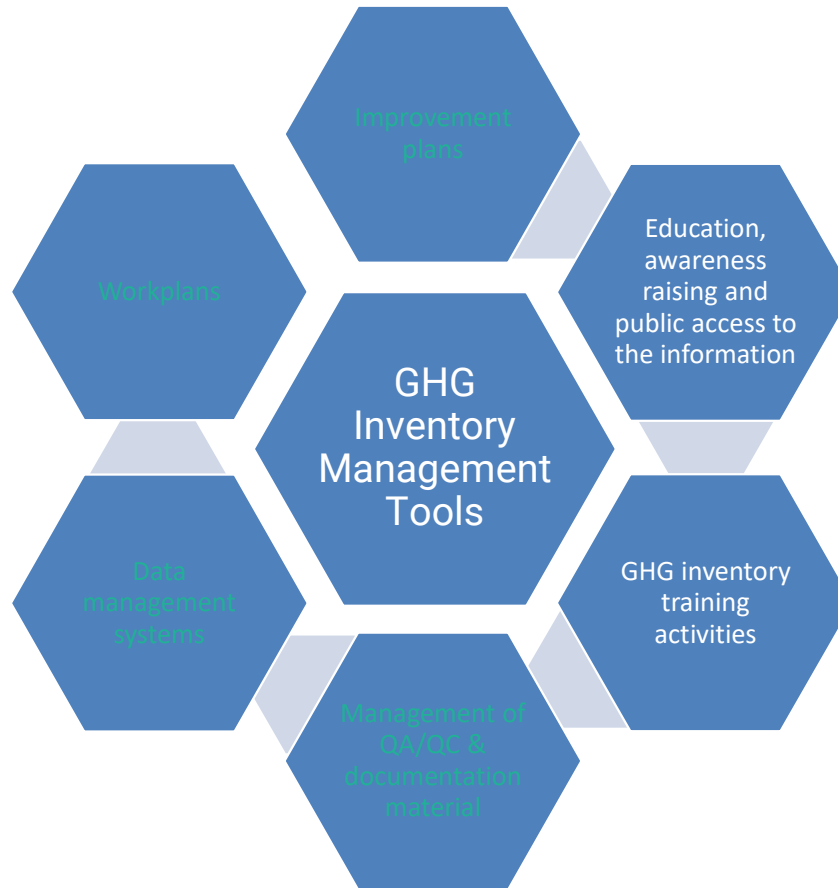 Improvement
plans
Education,
awareness
raising and
public access to
the information
Workplans
GHG
Inventory
Management
Tools
Data
management
systems
GHG inventory
training
activities
Management of
QA/QC &
documentation
material